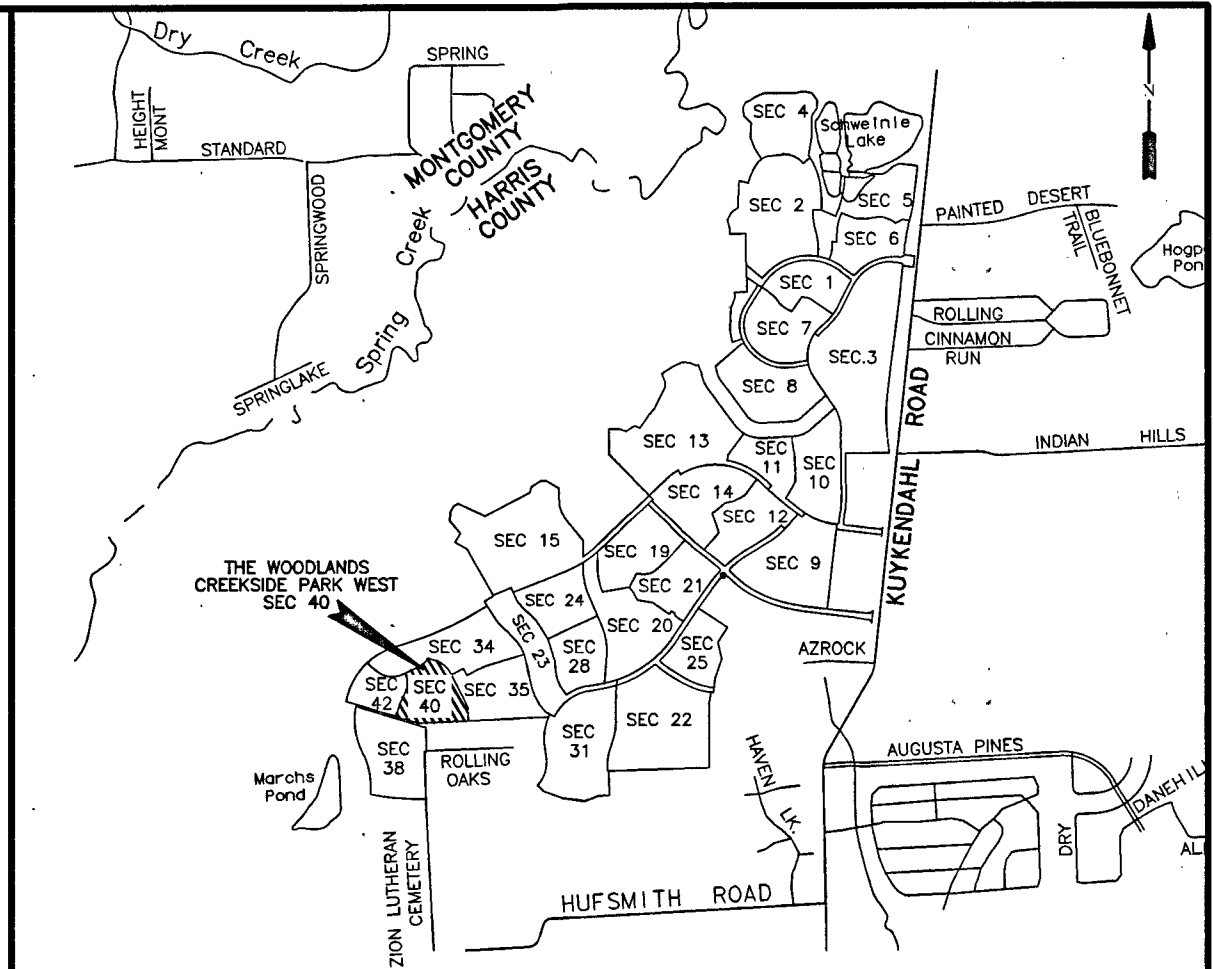 Dry Creek
SPRING
HEIGHT
MONT
STANDARD
MONTGOMERY
COUNTY
HARRIS
COUNTY
SPRINGWOOD
Spring Creek
SPRINGLAKE
N
SEC 4
Schweinle
Lake
SEC 2
SEC 5
SEC 6
PAINTED DESERT
BLUEBONNET
TRAIL
SEC 1
SEC 7
SEC.3
ROLLING
CINNAMON
RUN
SEC 8
KUYKENDAHL ROAD
INDIAN HILLS
SEC 13
SEC
11
SEC
10
SEC 14
SEC 12
SEC 15
SEC 19
SEC 9
SEC 21
THE WOODLANDS
CREEKSIDE PARK WEST
SEC 40
SEC 24
SEC 20
SEC 23
SEC
28
SEC
25
SEC 34
AZROCK
SEC
42
SEC
40
SEC 35
SEC 22
SEC
31
SEC
38
ROLLING
OAKS
Marchs
Pond
HAVEN
LK.
AUGUSTA PINES
DRY
ZION LUTHERAN
CEMETERY
HUFSMITH ROAD